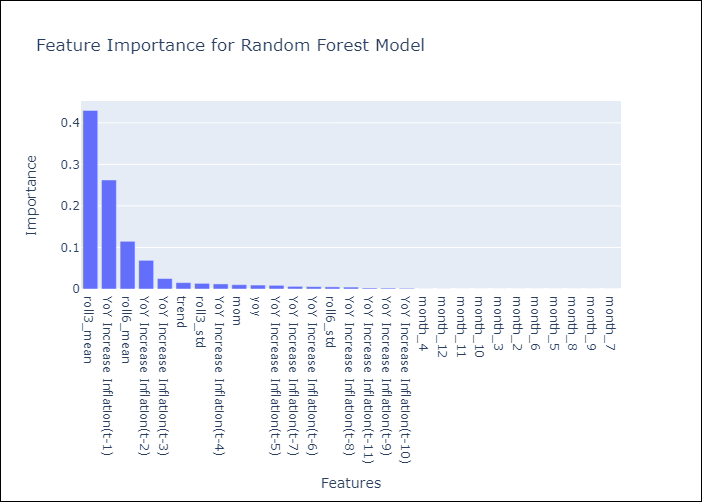 Feature Importance for Random Forest Model
Importance
0.4
0.3
0.2
0.1
0
roll3_mean
YoY Increase Inflation(t-1)
roll6_mean
YoY Increase Inflation(t-2)
YoY Increase Inflation(t-3)
trend
roll3_std
YoY Increase Inflation(t-4)
mom
yoy
YoY Increase Inflation(t-5)
YoY Increase Inflation(t-7)
YoY Increase Inflation(t-6)
roll6_std
YoY Increase Inflation(t-8)
YoY Increase Inflation(t-11)
YoY Increase Inflation(t-9)
YoY Increase Inflation(t-10)
month_4
month_12
month_11
month_10
month_3
month_2
month_6
month_5
month_8
month_9
month_7
Features